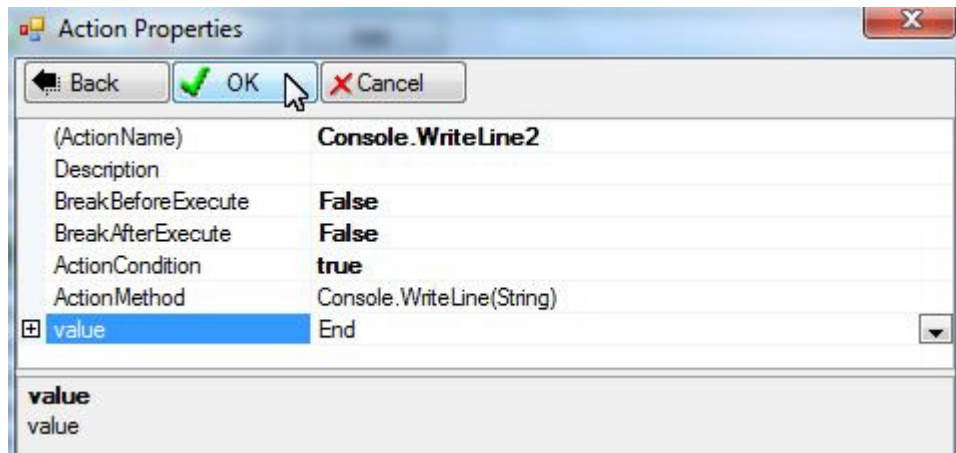 Action Properties
Back OK Cancel
(ActionName) Console.WriteLine2
Description
BreakBeforeExecute False
BreakAfterExecute False
ActionCondition true
ActionMethod Console.WriteLine(String)
value End
value
value